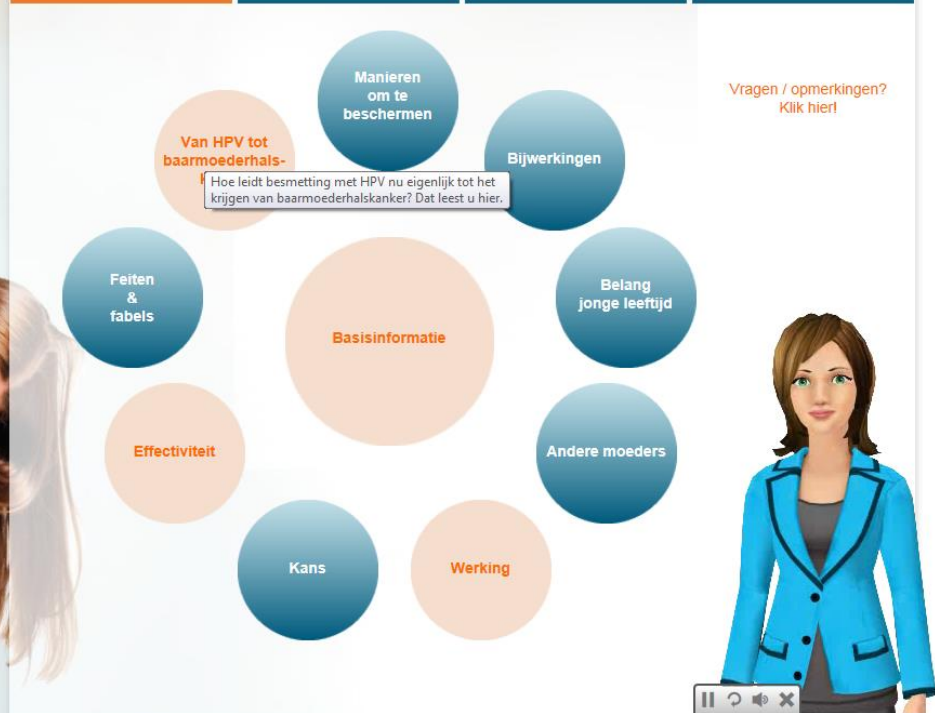 Manieren
om te
beschermen
Vragen / opmerkingen?
Klik hier!
Van HPV tot
baarmoederhals-
Bijwerkingen
Hoe leidt besmetting met HPV nu eigenlijk tot het
krijgen van baarmoederhalskanker? Dat leest u hier.
Feiten
&
fabels
Belang
jonge leeftijd
Basisinformatie
Effectiviteit
Andere moeders
Kans
Werking